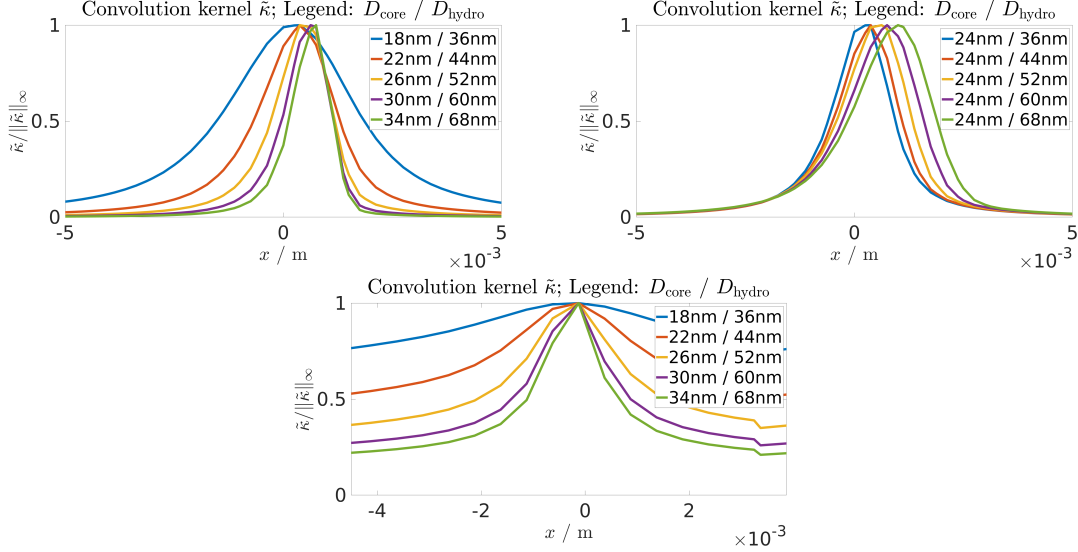 Convolution kernel κ̃; Legend: D_core / D_hydro
1
0.5
0
κ̃/||κ̃||_∞
18nm / 36nm
22nm / 44nm
26nm / 52nm
30nm / 60nm
34nm / 68nm
-5
0
5
x / m
×10^-3
Convolution kernel κ̃; Legend: D_core / D_hydro
1
0.5
0
κ̃/||κ̃||_∞
24nm / 36nm
24nm / 44nm
24nm / 52nm
24nm / 60nm
24nm / 68nm
-5
0
5
x / m
×10^-3
Convolution kernel κ̃; Legend: D_core / D_hydro
1
0.5
0
κ̃/||κ̃||_∞
18nm / 36nm
22nm / 44nm
26nm / 52nm
30nm / 60nm
34nm / 68nm
-4
-2
0
2
x / m
×10^-3